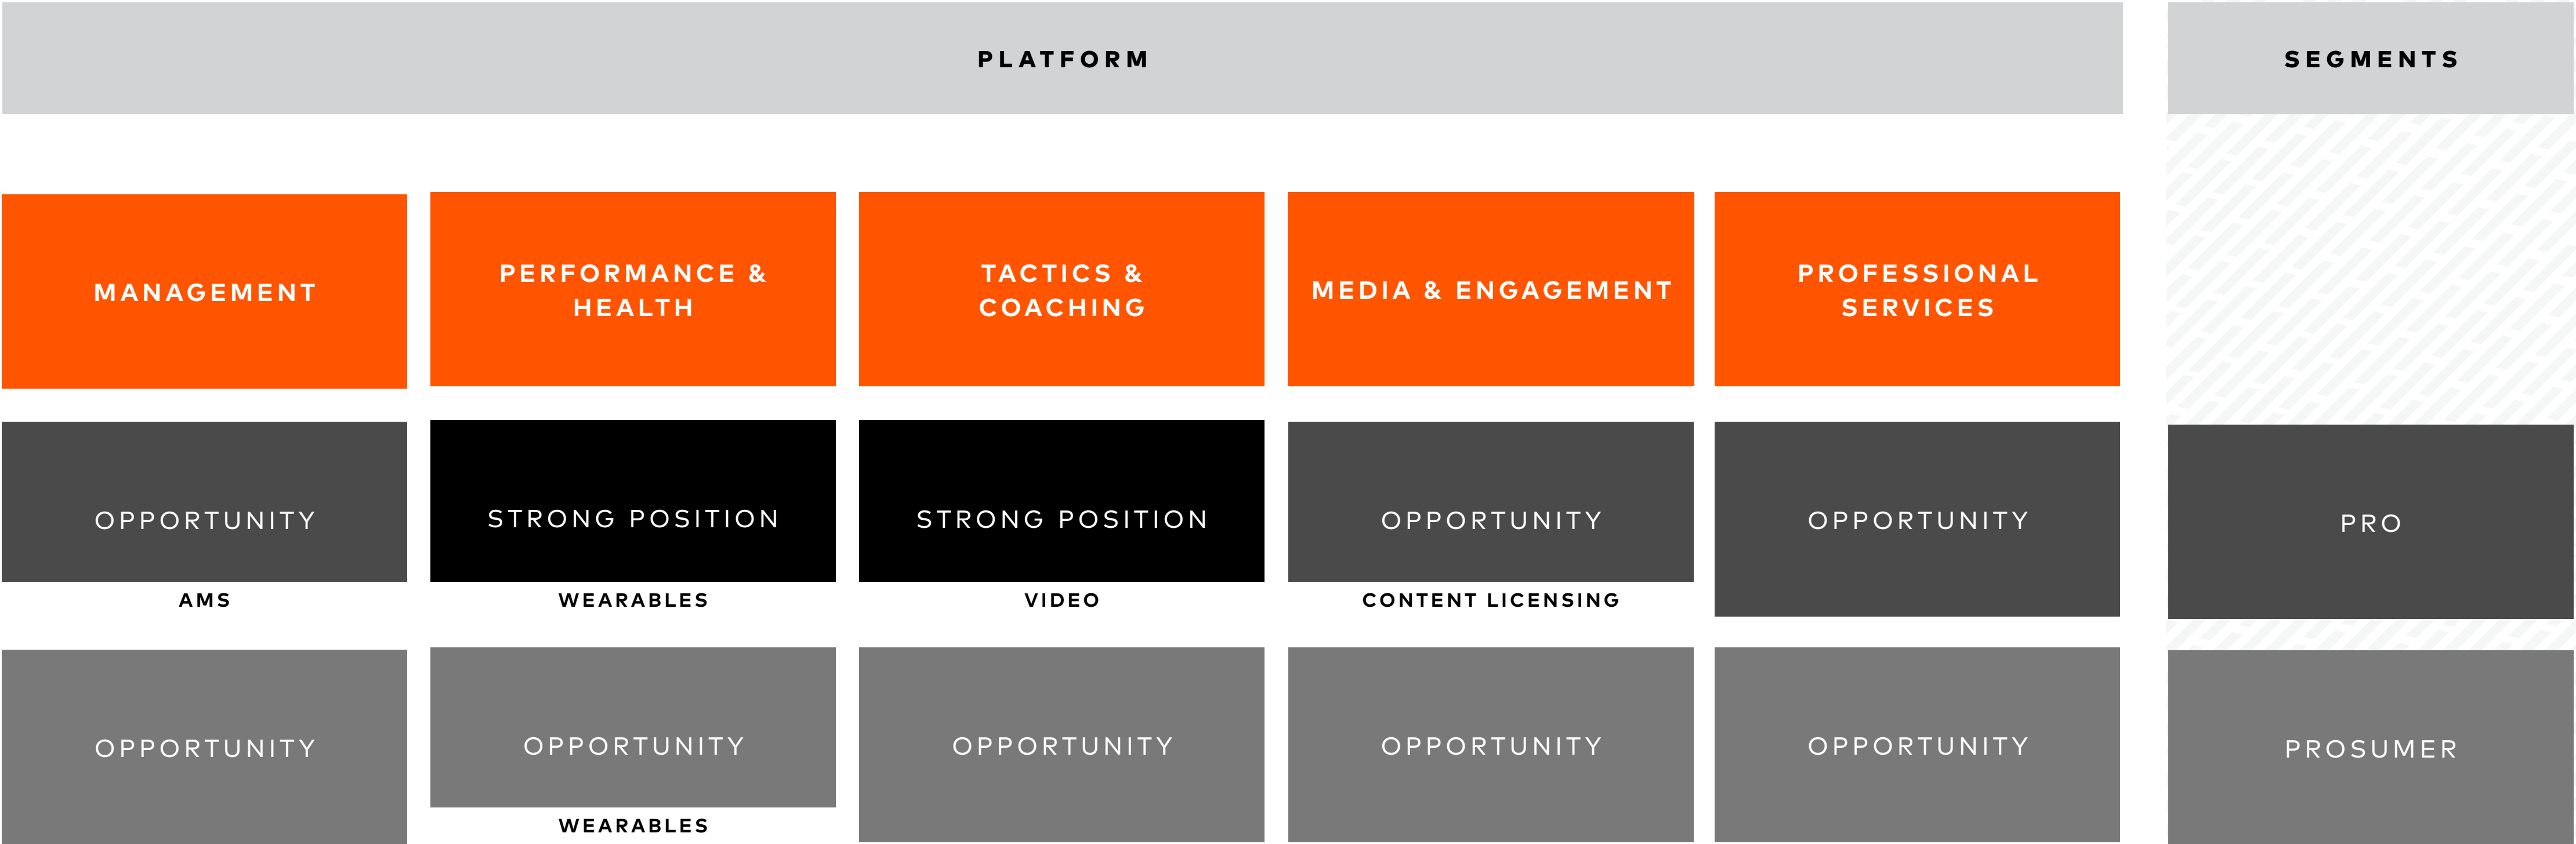 PLATFORM
SEGMENTS
MANAGEMENT
PERFORMANCE &
HEALTH
TACTICS &
COACHING
MEDIA & ENGAGEMENT
PROFESSIONAL
SERVICES
OPPORTUNITY
STRONG POSITION
STRONG POSITION
OPPORTUNITY
OPPORTUNITY
PRO
AMS
WEARABLES
VIDEO
CONTENT LICENSING
OPPORTUNITY
OPPORTUNITY
OPPORTUNITY
OPPORTUNITY
OPPORTUNITY
PROSUMER
WEARABLES